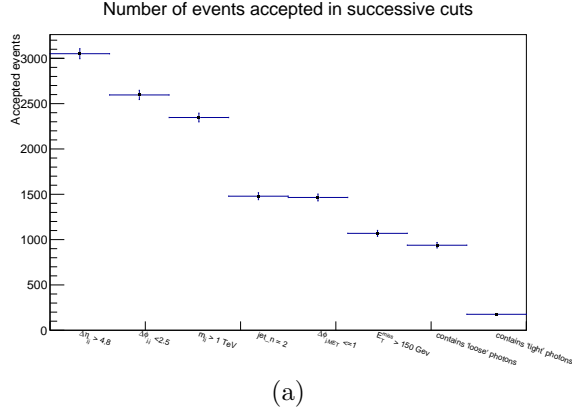 Number of events accepted in successive cuts
Accepted events
3000
2500
2000
1500
1000
500
0
Δη_jj > 4.8
Δφ_jj <2.5
m_jj > 1 TeV
jet_n = 2
Δφ_j,MET <=1
E_T^miss > 150 Gev
contains 'loose' photons
contains 'tight' photons
(a)